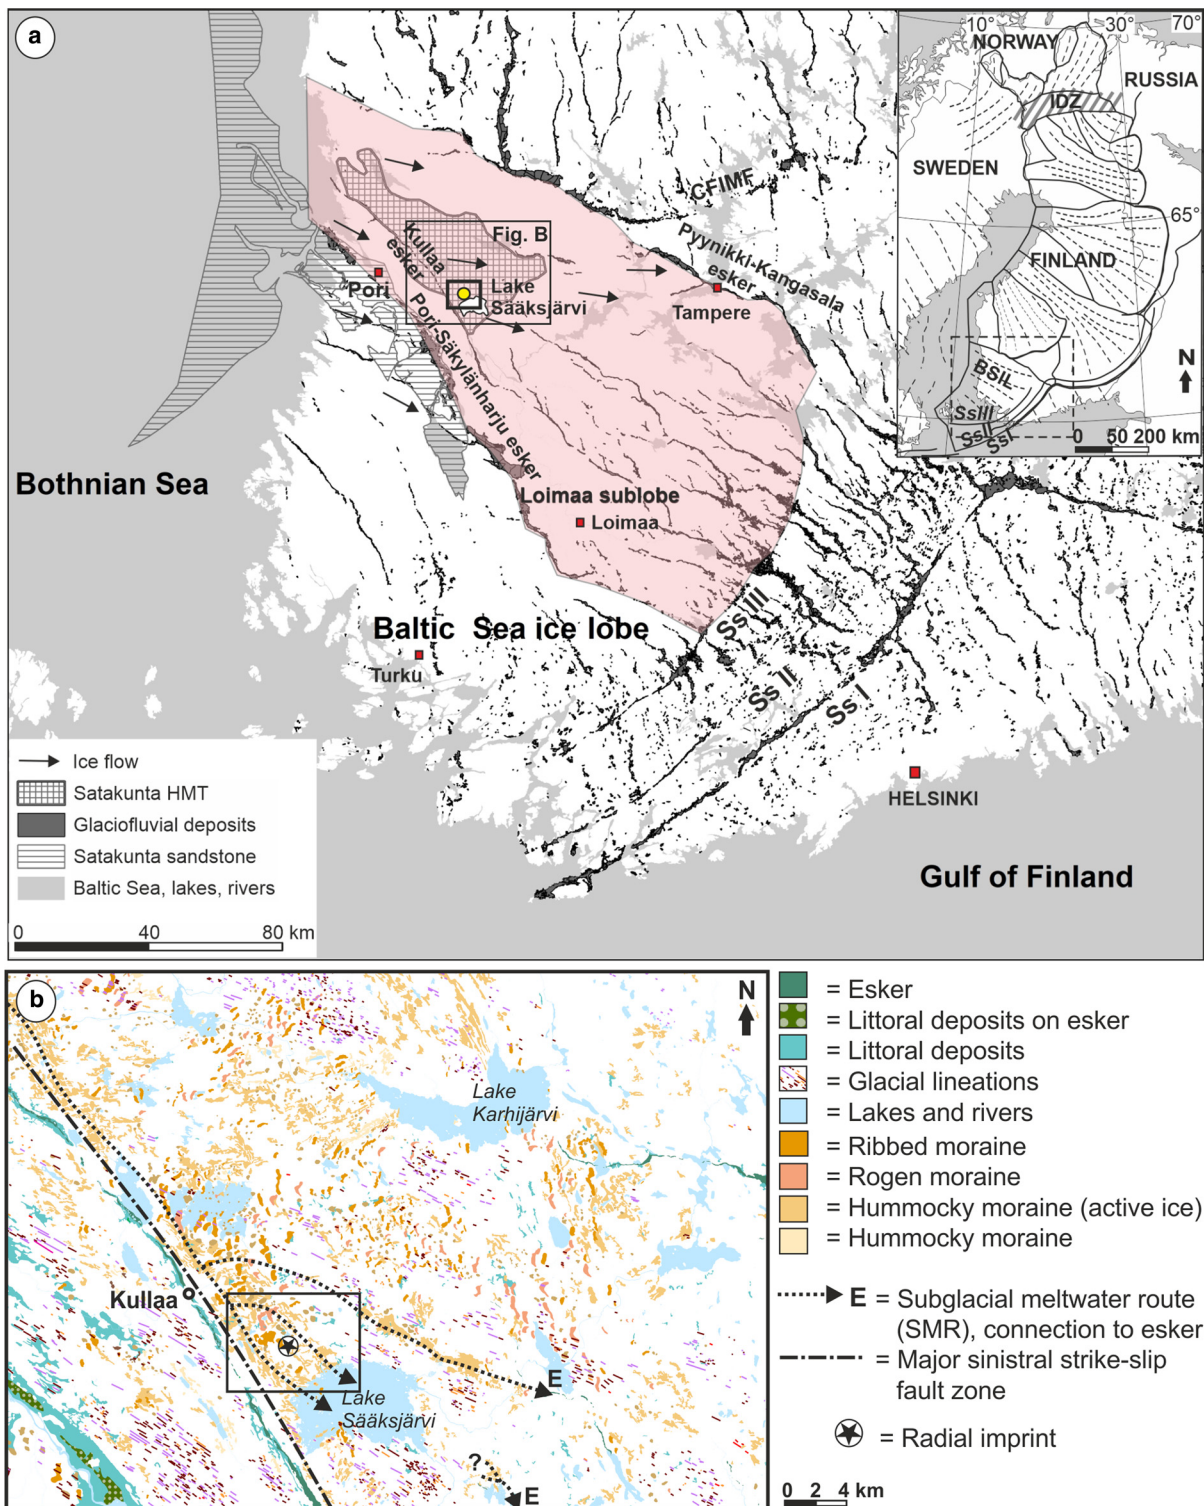 a
10°
30°
70°
NORWAY
RUSSIA
IDZ
SWEDEN
65°
FINLAND
BSIL
SsIII
SsII
SsI
N
0 50 200 km
CFIMF
Pyynikki-Kangasala
esker
Fig. B
Kullaa
esker
Lake
Sääksjärvi
Pori
Tampere
Pori-Säkylänharju esker
Bothnian Sea
Loimaa sublobe
Loimaa
Baltic Sea ice lobe
Turku
Ss III
Ss II
Ss I
HELSINKI
Gulf of Finland
Ice flow
Satakunta HMT
Glaciofluvial deposits
Satakunta sandstone
Baltic Sea, lakes, rivers
0 40 80 km
b
N
Lake
Karhijärvi
Kullaa
Lake
Sääksjärvi
E
?
E
= Esker
= Littoral deposits on esker
= Littoral deposits
= Glacial lineations
= Lakes and rivers
= Ribbed moraine
= Rogen moraine
= Hummocky moraine (active ice)
= Hummocky moraine
E = Subglacial meltwater route
(SMR), connection to esker
= Major sinistral strike-slip
fault zone
= Radial imprint
0 2 4 km